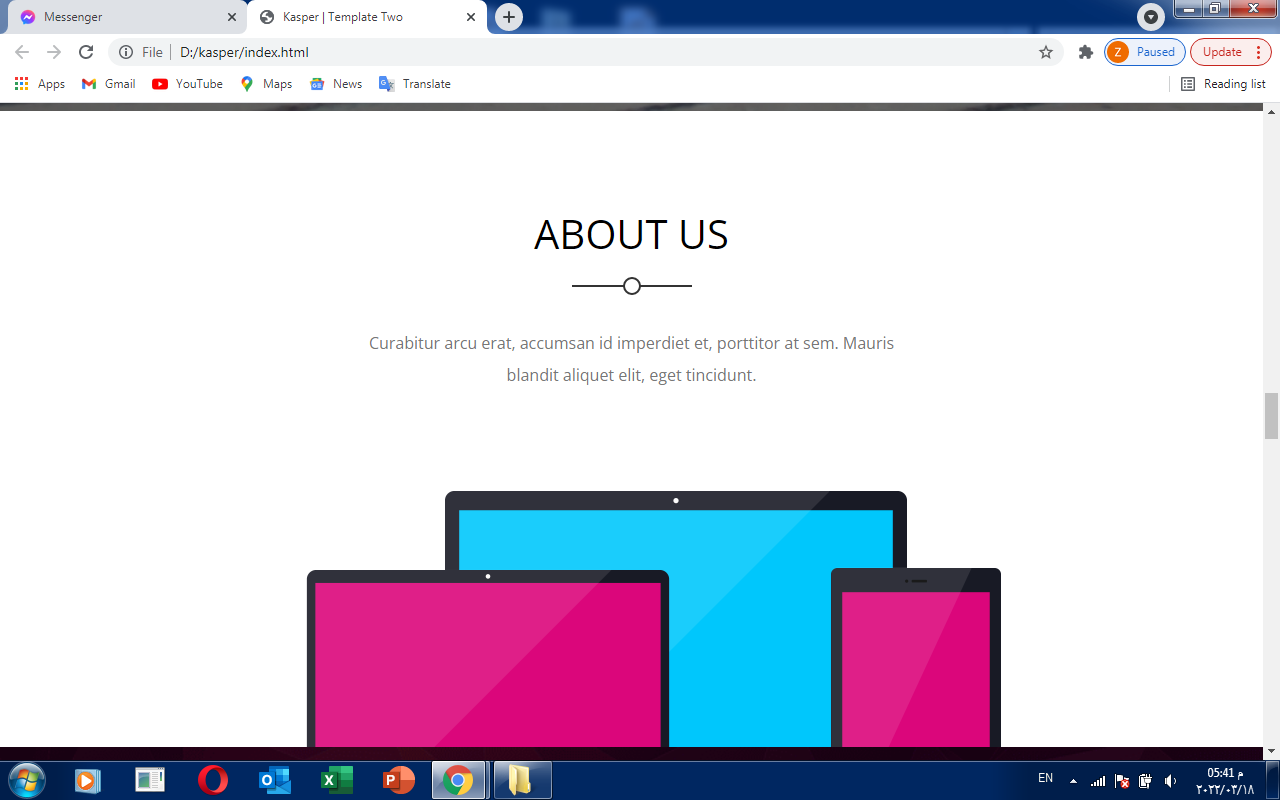 Messenger
Kasper | Template Two
File
D:/kasper/index.html
Z
Paused
Update
Apps
Gmail
YouTube
Maps
News
Translate
Reading list
ABOUT US
Curabitur arcu erat, accumsan id imperdiet et, porttitor at sem. Mauris
blandit aliquet elit, eget tincidunt.
EN
05:41 م
٢٠٢٢/٠٣/١٨